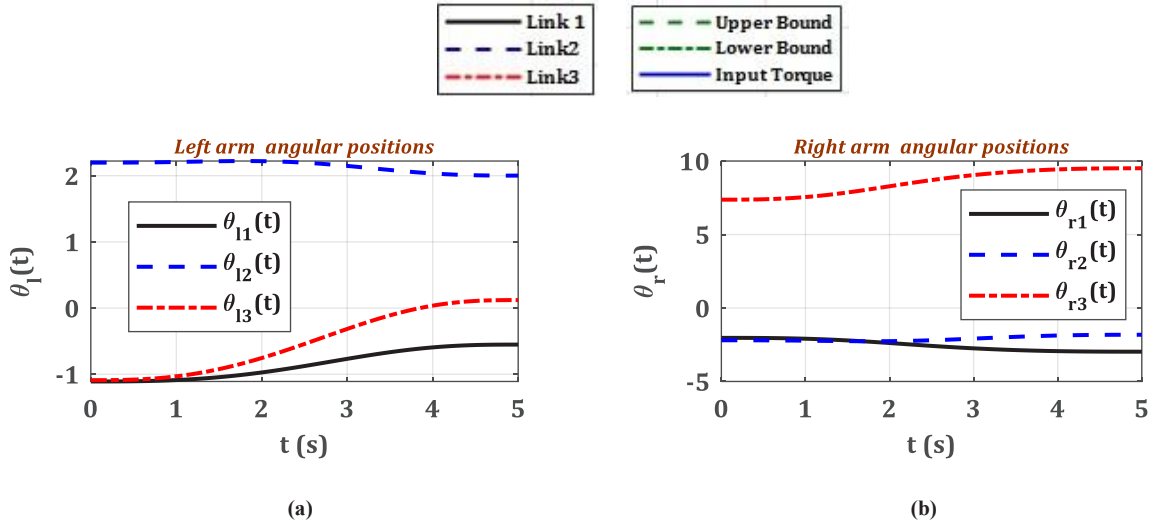 Link 1
Link2
Link3
Upper Bound
Lower Bound
Input Torque
Left arm angular positions
θl(t)
2
1
0
-1
θl1(t)
θl2(t)
θl3(t)
0 1 2 3 4 5
t (s)
(a)
Right arm angular positions
θr(t)
10
5
0
-5
θr1(t)
θr2(t)
θr3(t)
0 1 2 3 4 5
t (s)
(b)